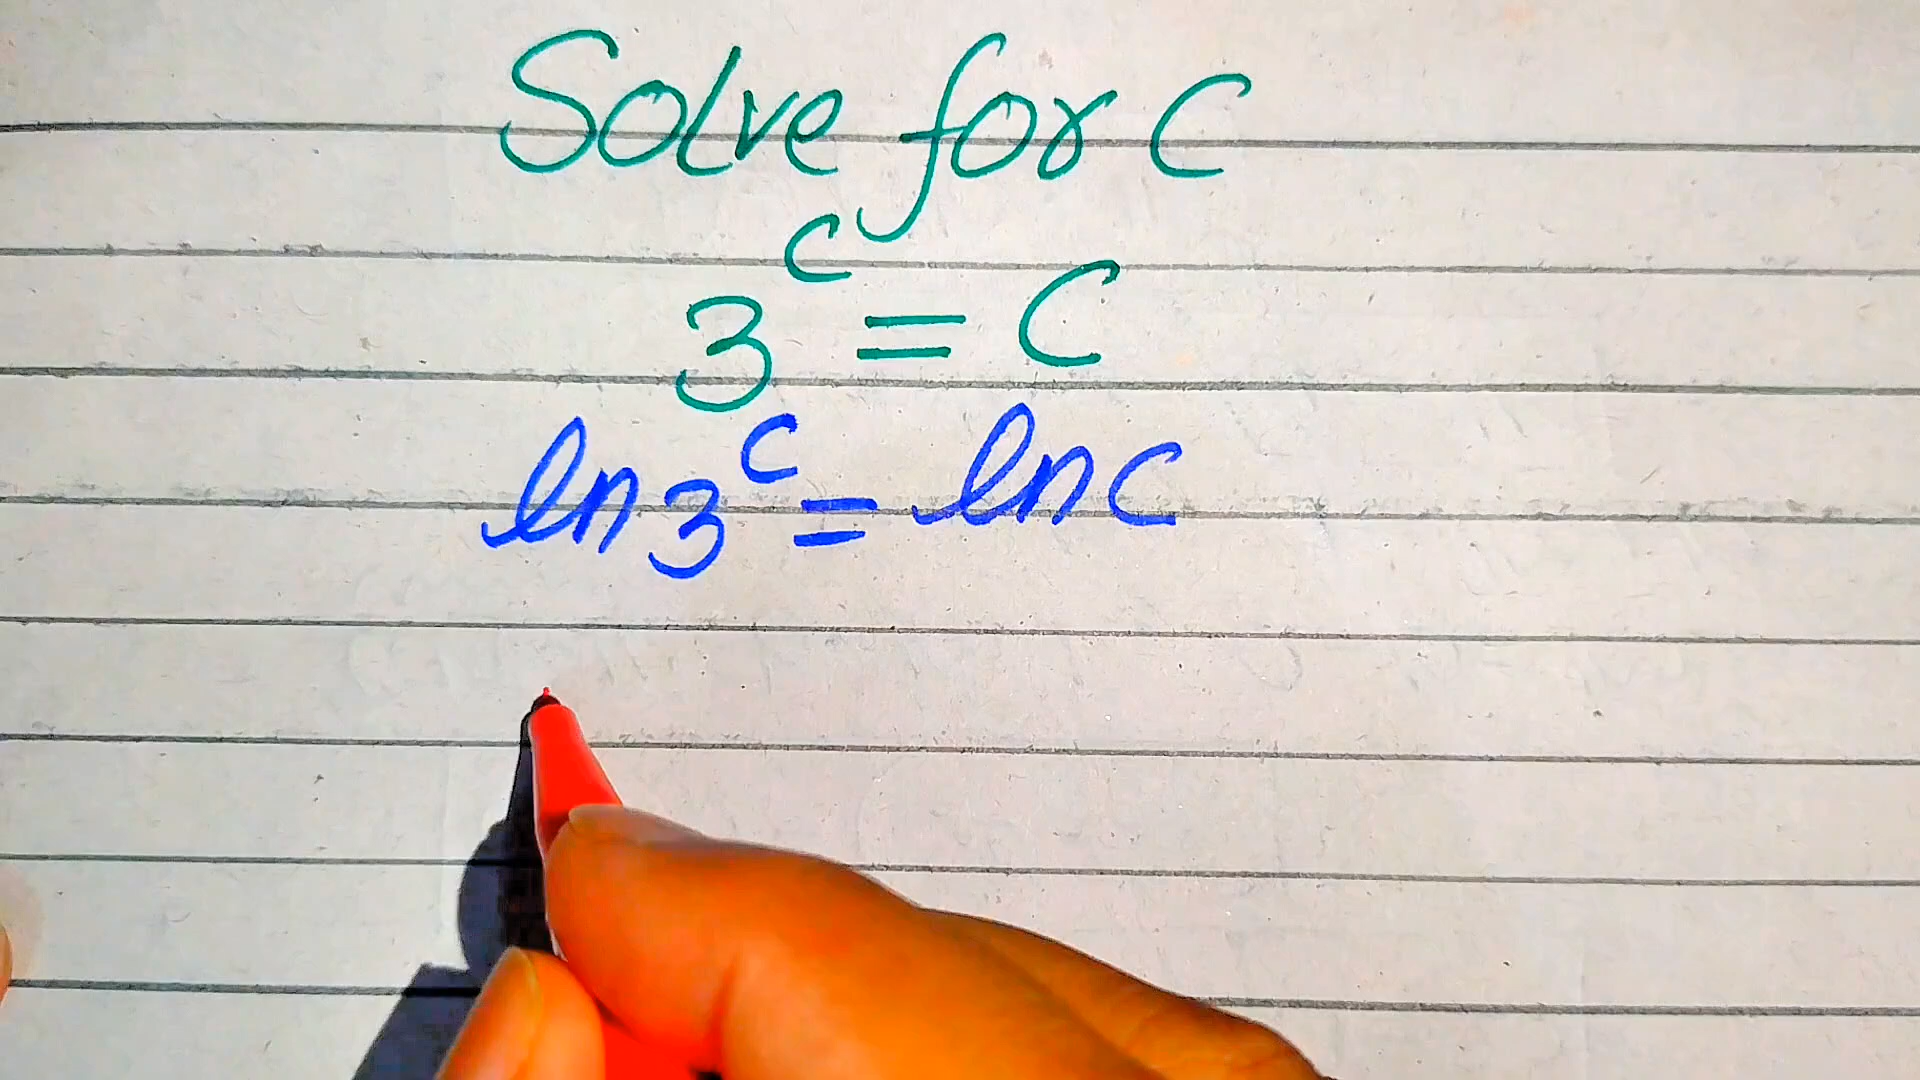 Solve for C
3^c = C
ln 3^c = ln c